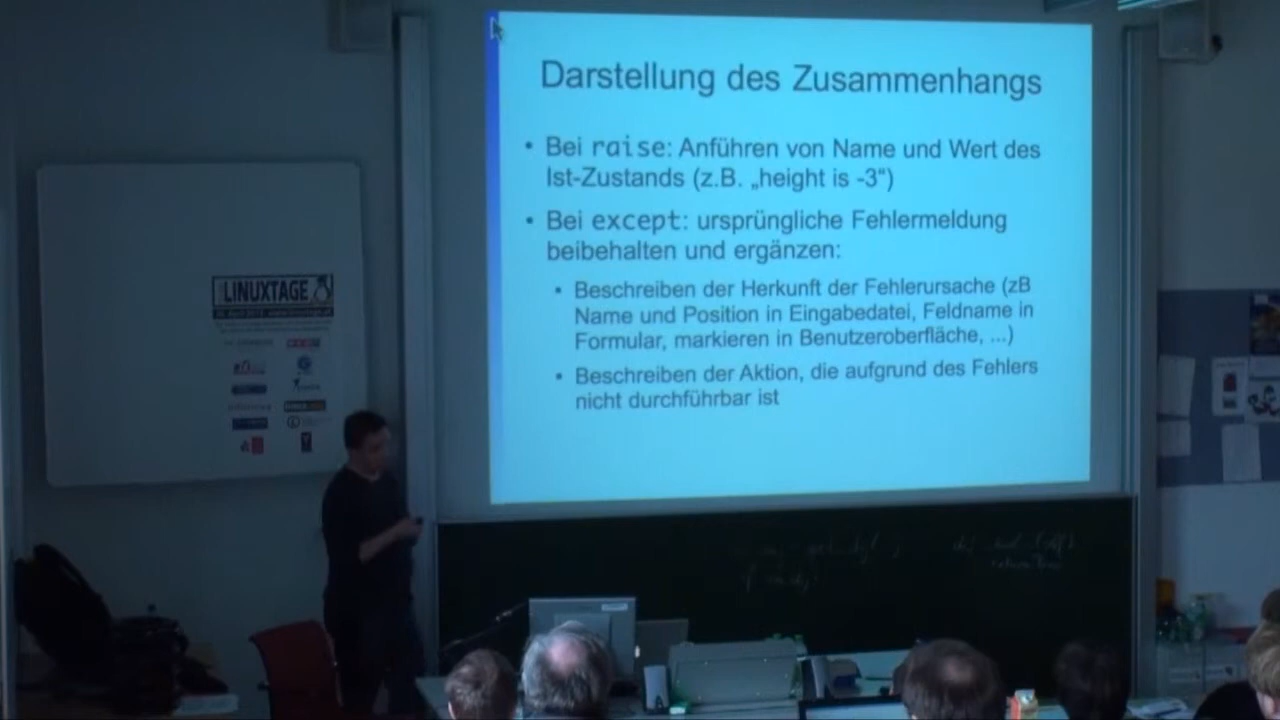 Darstellung des Zusammenhangs
• Bei raise: Anführen von Name und Wert des
Ist-Zustands (z.B. „height is -3“)
• Bei except: ursprüngliche Fehlermeldung
beibehalten und ergänzen:
• Beschreiben der Herkunft der Fehlerursache (zB
Name und Position in Eingabedatei, Feldname in
Formular, markieren in Benutzeroberfläche, ...)
• Beschreiben der Aktion, die aufgrund des Fehlers
nicht durchführbar ist
LINUXTAGE